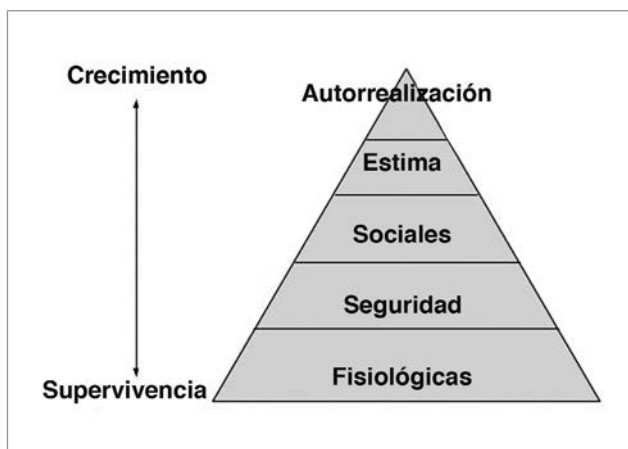 Crecimiento
Autorrealización
Estima
Sociales
Seguridad
Fisiológicas
Supervivencia